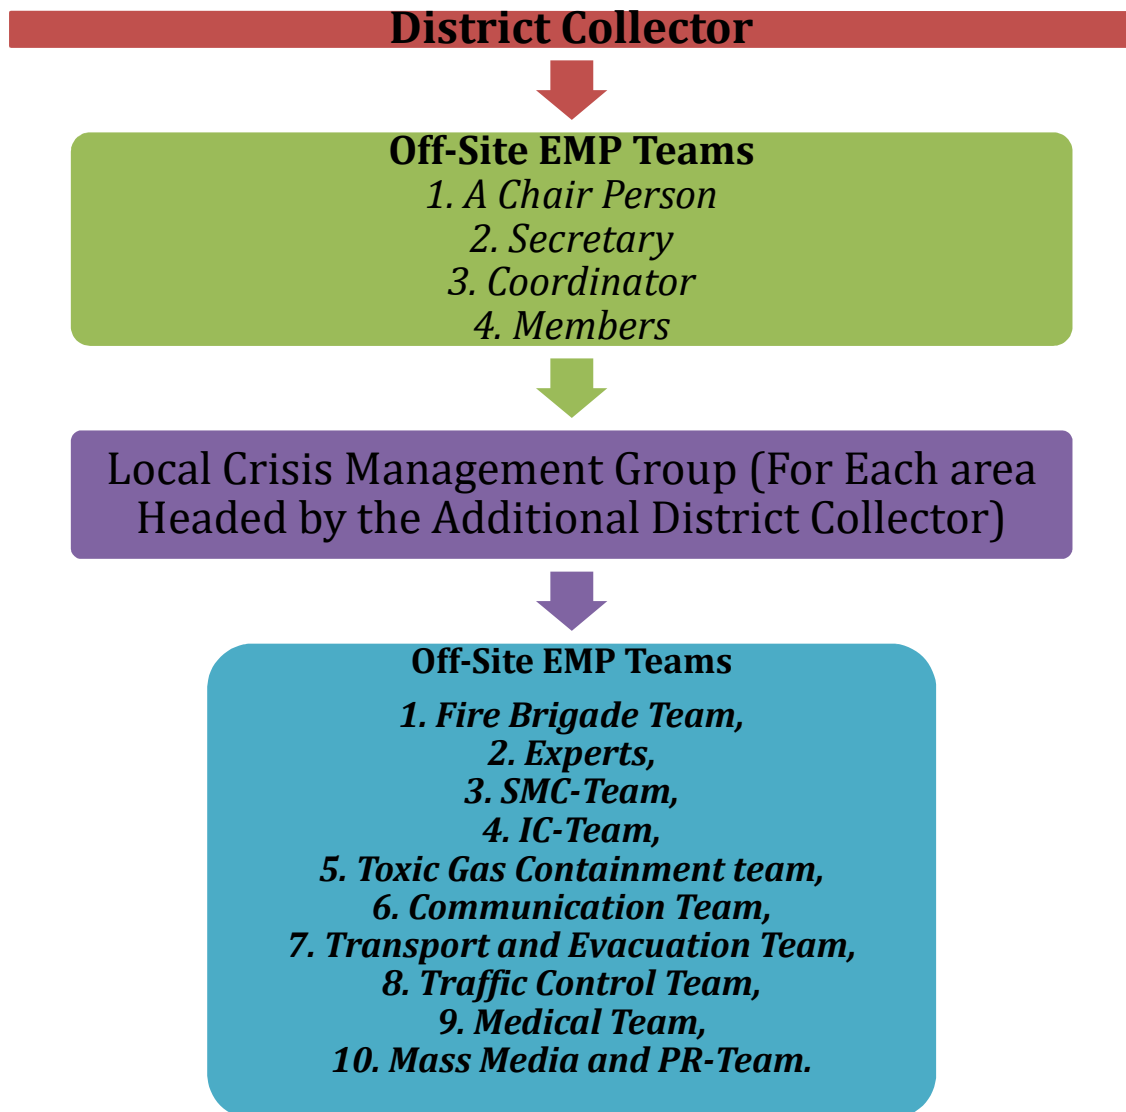 District Collector
Off-Site EMP Teams
1. A Chair Person
2. Secretary
3. Coordinator
4. Members
Local Crisis Management Group (For Each area
Headed by the Additional District Collector)
Off-Site EMP Teams
1. Fire Brigade Team,
2. Experts,
3. SMC-Team,
4. IC-Team,
5. Toxic Gas Containment team,
6. Communication Team,
7. Transport and Evacuation Team,
8. Traffic Control Team,
9. Medical Team,
10. Mass Media and PR-Team.